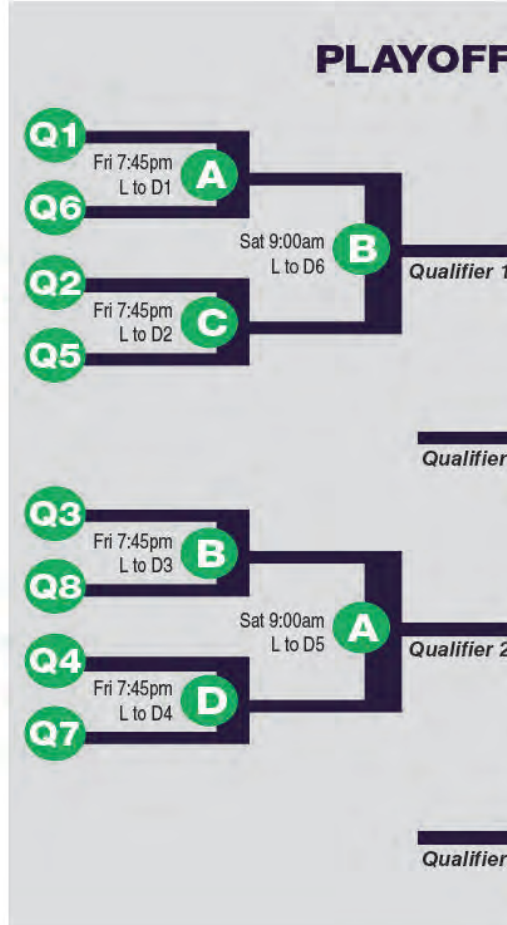 PLAYOFF
Q1
Fri 7:45pm
L to D1
A
Q6
Sat 9:00am
L to D6
B
Qualifier 1
Q2
Fri 7:45pm
L to D2
C
Q5
Qualifier
Q3
Fri 7:45pm
L to D3
B
Q8
Sat 9:00am
L to D5
A
Qualifier 2
Q4
Fri 7:45pm
L to D4
D
Q7
Qualifier